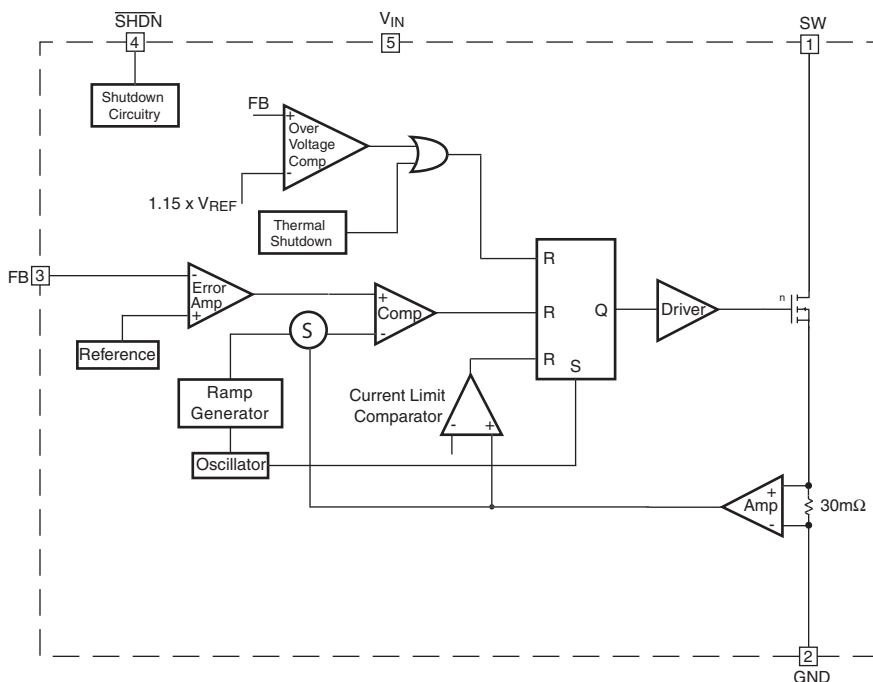 SHDN
VIN
SW
4
5
1
Shutdown
Circuitry
FB
+
Over
Voltage
Comp
-
1.15 x VREF
Thermal
Shutdown
FB
3
-
Error
Amp
+
Reference
S
+
Comp
-
R
R
R
Q
S
Driver
n
Ramp
Generator
Current Limit
Comparator
-
+
Oscillator
+
Amp
-
30mΩ
2
GND